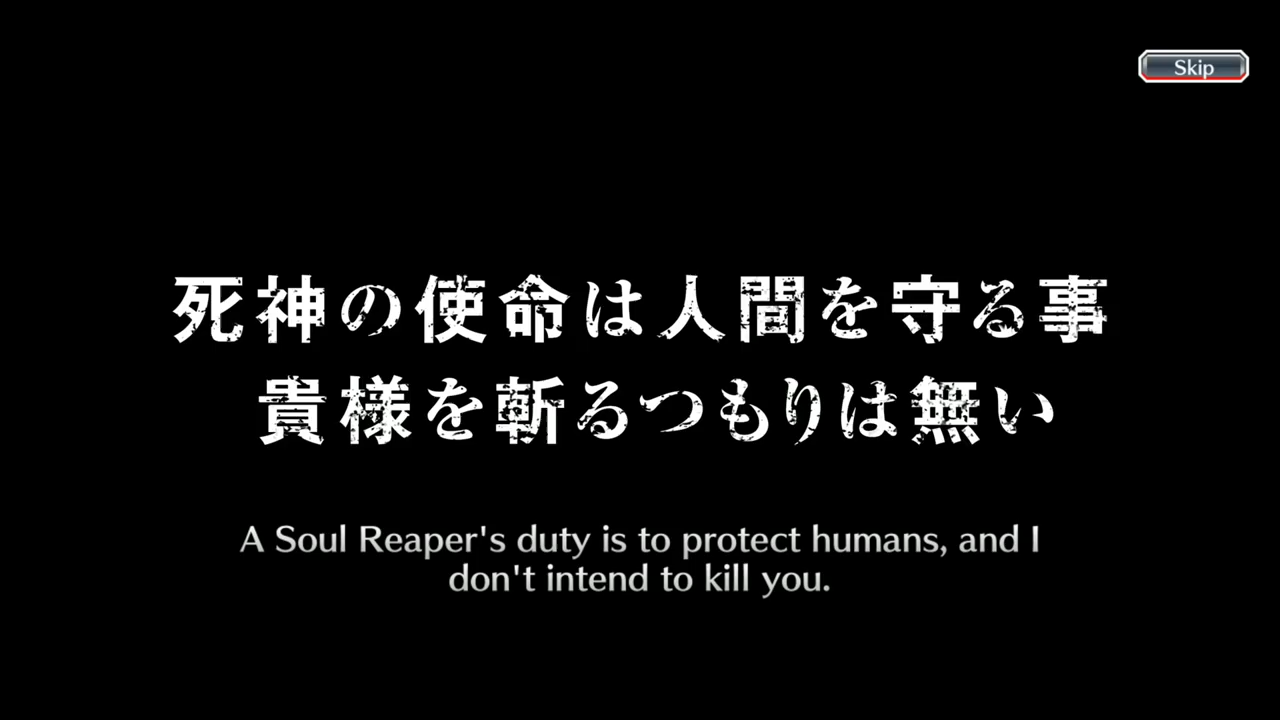 Skip
死神の使命は人間を守る事
貴様を斬るつもりは無い
A Soul Reaper's duty is to protect humans, and I
don't intend to kill you.